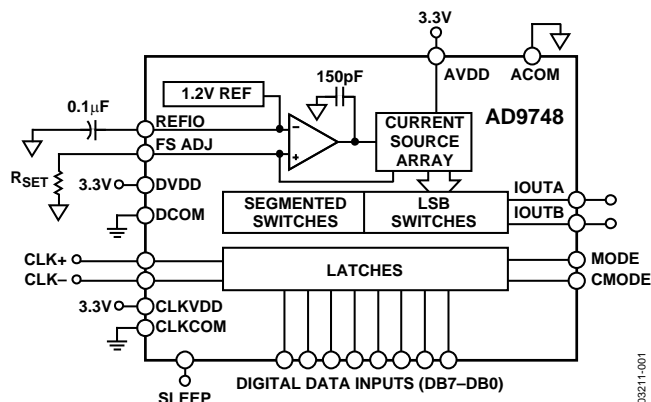 3.3V
150pF
AVDD
ACOM
1.2V REF
AD9748
0.1µF
REFIO
–
+
CURRENT
SOURCE
ARRAY
FS ADJ
RSET
3.3V
DVDD
DCOM
SEGMENTED
SWITCHES
LSB
SWITCHES
IOUTA
IOUTB
CLK+
CLK–
LATCHES
MODE
CMODE
3.3V
CLKVDD
CLKCOM
SLEEP
DIGITAL DATA INPUTS (DB7–DB0)
03211-001